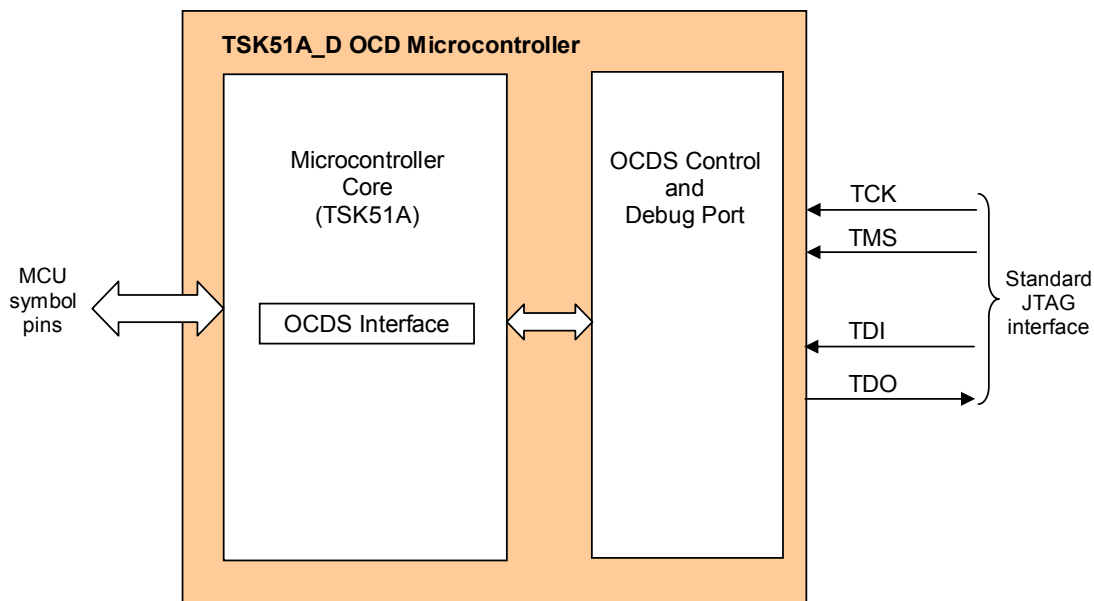 TSK51A_D OCD Microcontroller
Microcontroller
Core
(TSK51A)
OCDS Interface
OCDS Control
and
Debug Port
MCU
symbol
pins
TCK
TMS
TDI
TDO
Standard
JTAG
interface